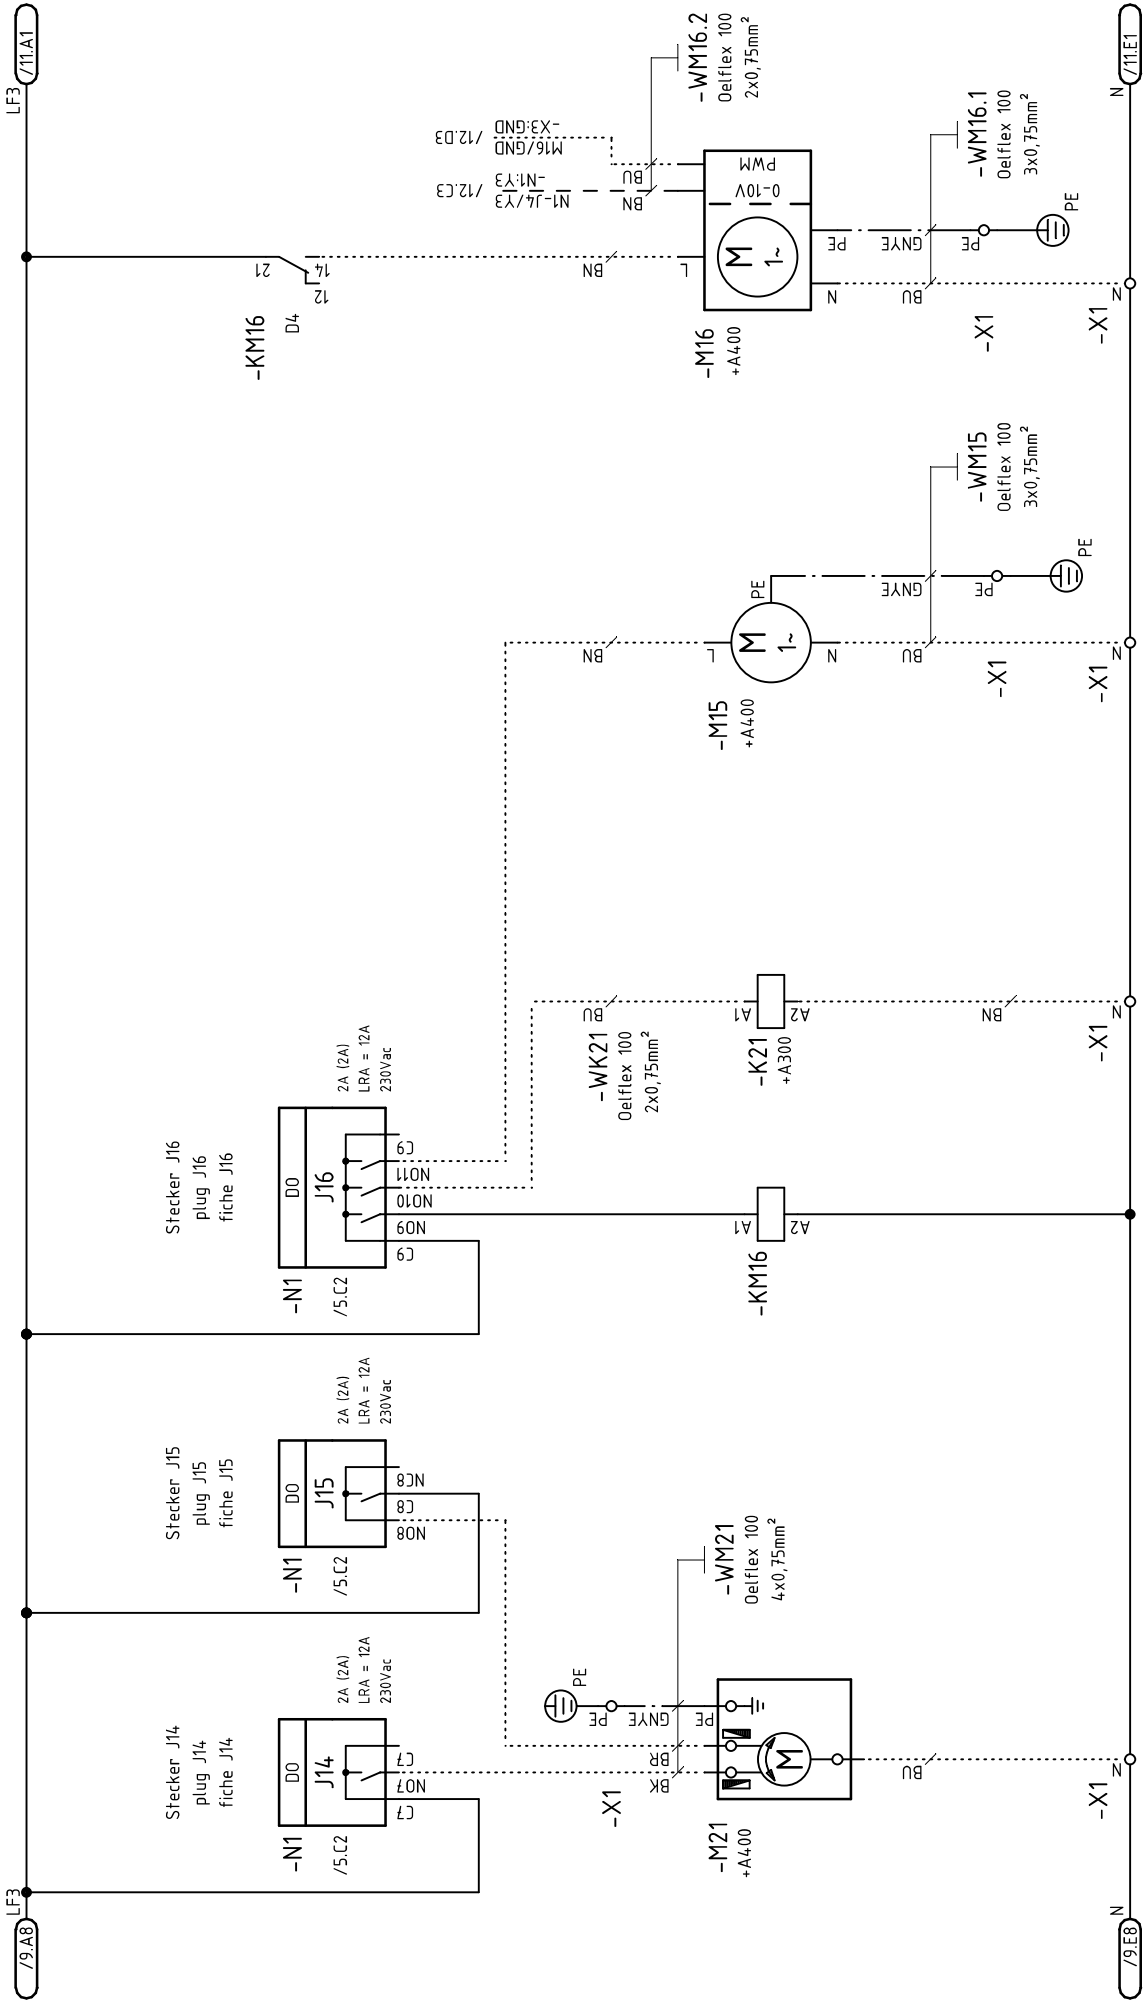 /9.A8
LF3
LF3
/11.A1
Stecker J14
plug J14
fiche J14
-N1
/5.C2
DO
J14
2A (2A)
LRA = 12A
230Vac
C7
NO7
C7
Stecker J15
plug J15
fiche J15
-N1
/5.C2
DO
J15
2A (2A)
LRA = 12A
230Vac
NO8
C8
NC8
Stecker J16
plug J16
fiche J16
-N1
/5.C2
DO
J16
2A (2A)
LRA = 12A
230Vac
C9
NO9
NO10
NO11
C9
-KM16
D4
21
12
14
N1-J4/Y3
-N1:Y3
/12.C3
M16/GND
-X3:GND
/12.D3
-X1
PE
PE
GNYE
PE
BK
BR
-WM21
Oelflex 100
4x0,75mm²
-M21
+A400
M
BU
-X1
N
-KM16
A1
A2
BU
-WK21
Oelflex 100
2x0,75mm²
-K21
+A300
A1
A2
BN
-X1
N
BN
-M15
+A400
L
M
1~
PE
N
BU
GNYE
-WM15
Oelflex 100
3x0,75mm²
-X1
PE
PE
-X1
N
BN
BN
BU
-WM16.2
Oelflex 100
2x0,75mm²
-M16
+A400
L
M
1~
0-10V
PWM
N
PE
BU
GNYE
-WM16.1
Oelflex 100
3x0,75mm²
-X1
PE
PE
-X1
N
/9.E8
N
N
/11.E1